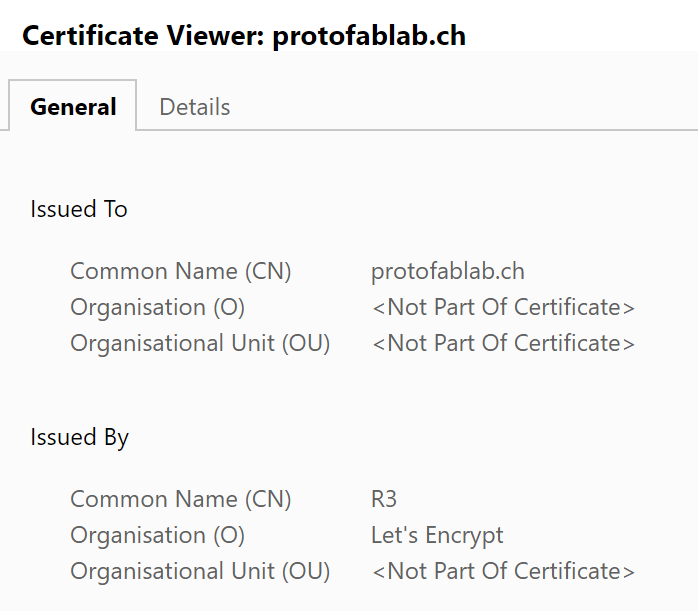 Certificate Viewer: protofablab.ch
General Details
Issued To
Common Name (CN) protofablab.ch
Organisation (O) <Not Part Of Certificate>
Organisational Unit (OU) <Not Part Of Certificate>
Issued By
Common Name (CN) R3
Organisation (O) Let's Encrypt
Organisational Unit (OU) <Not Part Of Certificate>